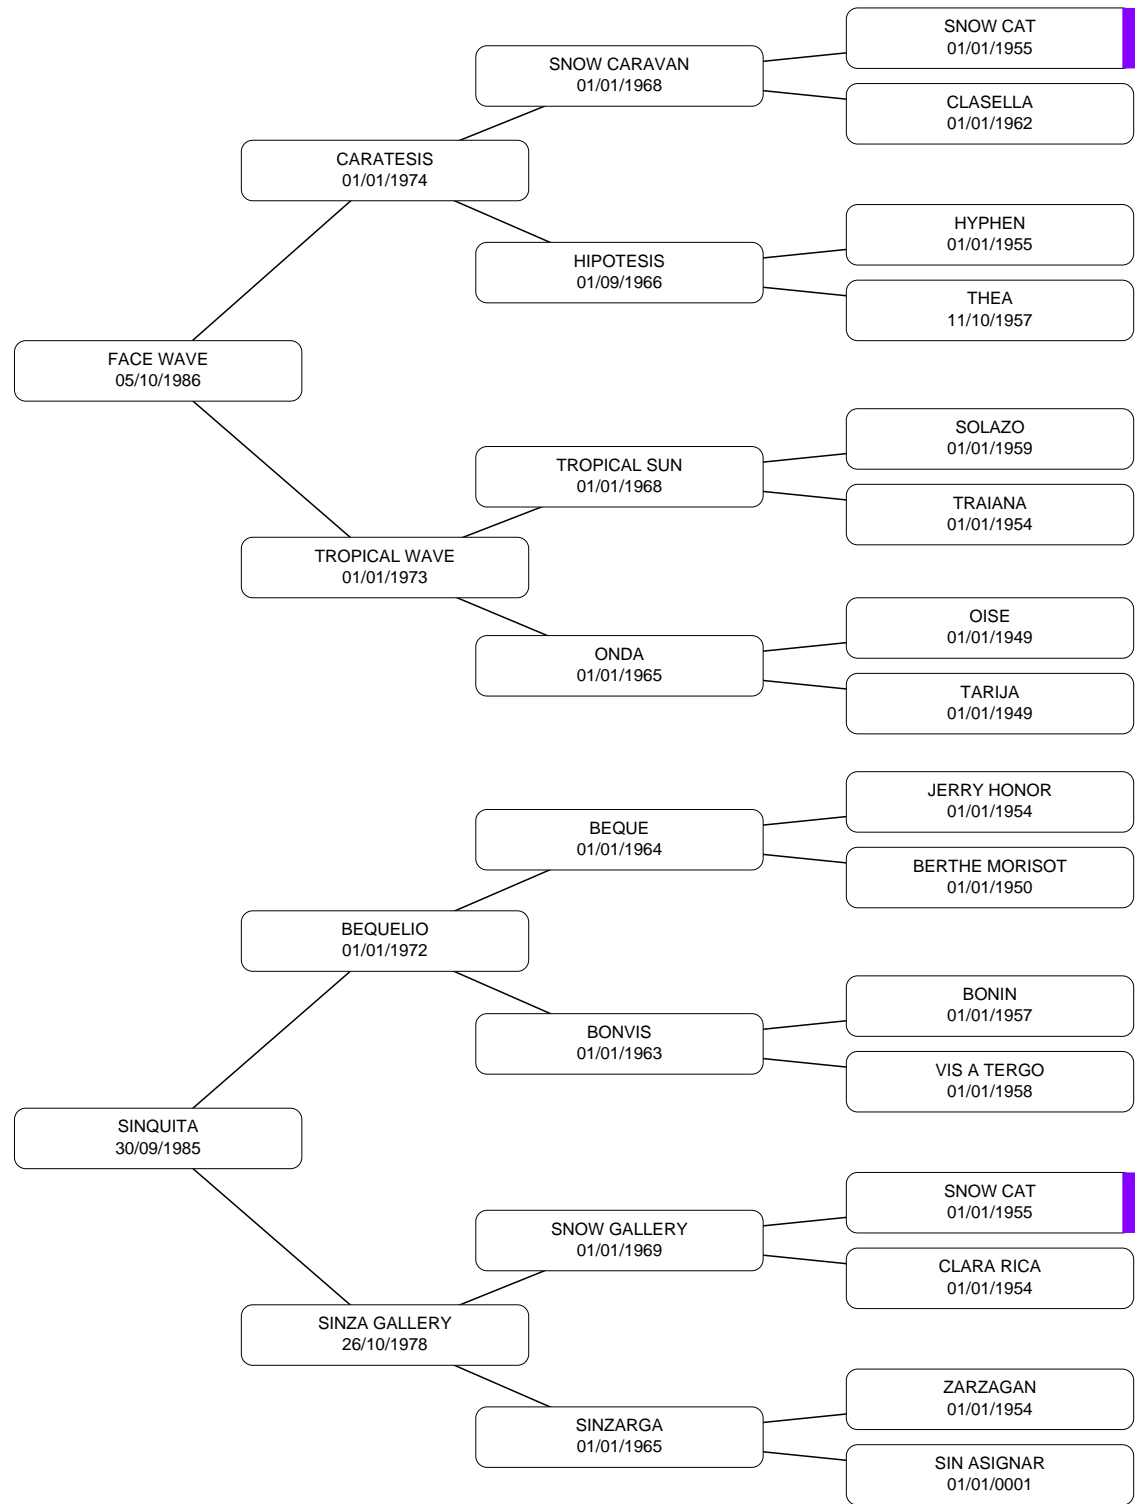 SNOW CAT
01/01/1955
SNOW CARAVAN
01/01/1968
CLASELLA
01/01/1962
CARATESIS
01/01/1974
HYPHEN
01/01/1955
HIPOTESIS
01/09/1966
THEA
11/10/1957
FACE WAVE
05/10/1986
SOLAZO
01/01/1959
TROPICAL SUN
01/01/1968
TRAIANA
01/01/1954
TROPICAL WAVE
01/01/1973
OISE
01/01/1949
ONDA
01/01/1965
TARIJA
01/01/1949
JERRY HONOR
01/01/1954
BEQUE
01/01/1964
BERTHE MORISOT
01/01/1950
BEQUELIO
01/01/1972
BONIN
01/01/1957
BONVIS
01/01/1963
VIS A TERGO
01/01/1958
SINQUITA
30/09/1985
SNOW CAT
01/01/1955
SNOW GALLERY
01/01/1969
CLARA RICA
01/01/1954
SINZA GALLERY
26/10/1978
ZARZAGAN
01/01/1954
SINZARGA
01/01/1965
SIN ASIGNAR
01/01/0001